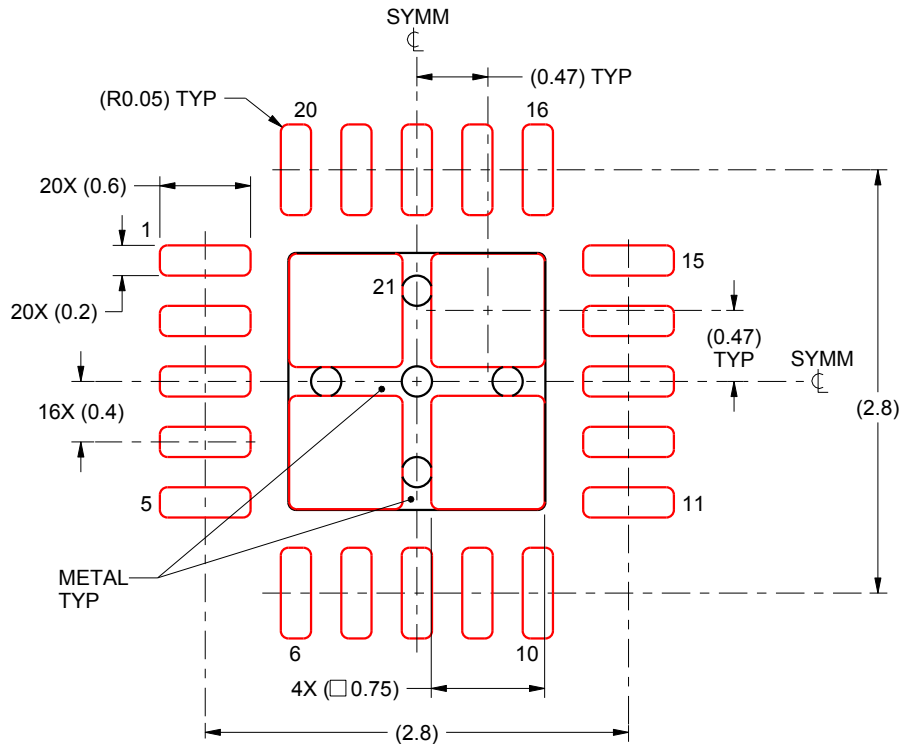 SYMM
℄
(0.47) TYP
(R0.05) TYP
20
16
20X (0.6)
1
15
21
20X (0.2)
(0.47)
TYP
SYMM
℄
16X (0.4)
(2.8)
5
11
METAL
TYP
6
10
4X (□ 0.75)
(2.8)